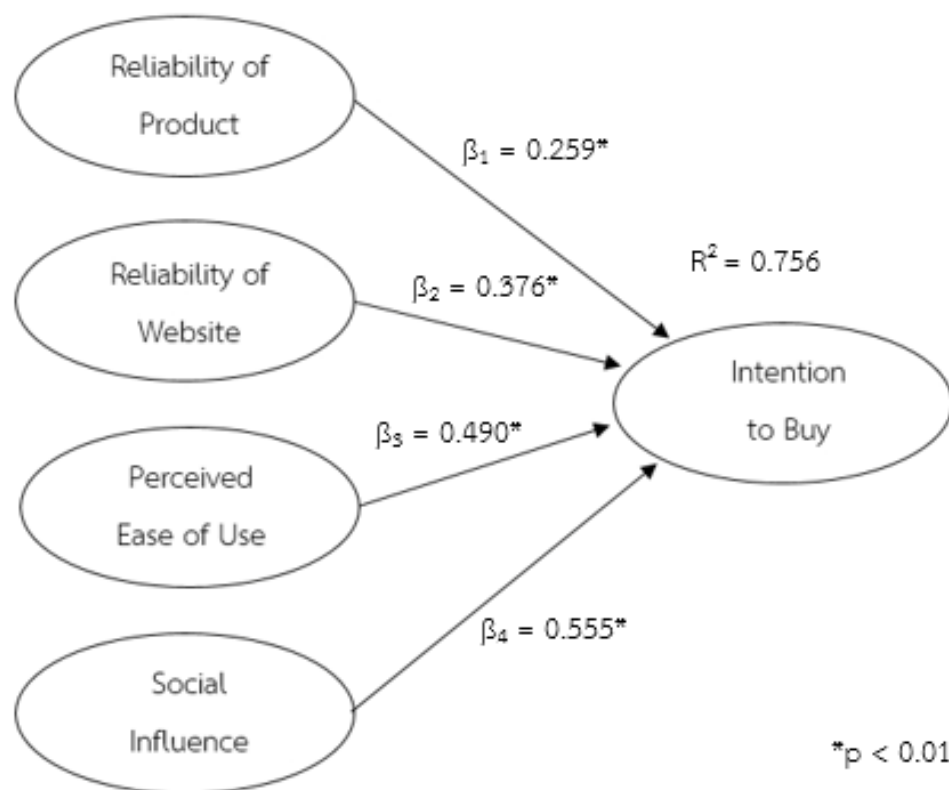 Reliability of
Product
β₁ = 0.259*
R² = 0.756
Reliability of
Website
β₂ = 0.376*
Intention
to Buy
β₃ = 0.490*
Perceived
Ease of Use
β₄ = 0.555*
Social
Influence
*p < 0.01